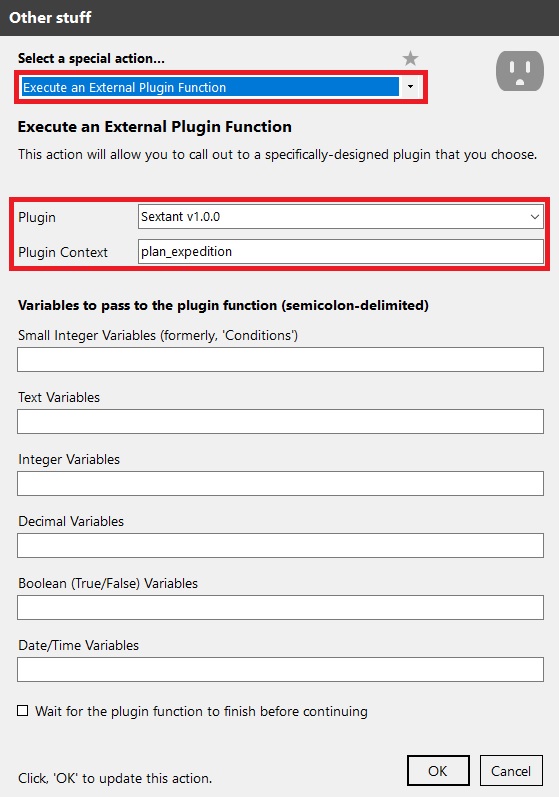 Other stuff
Select a special action...
Execute an External Plugin Function
Execute an External Plugin Function
This action will allow you to call out to a specifically-designed plugin that you choose.
Plugin Sextant v1.0.0
Plugin Context plan_expedition
Variables to pass to the plugin function (semicolon-delimited)
Small Integer Variables (formerly, 'Conditions')
Text Variables
Integer Variables
Decimal Variables
Boolean (True/False) Variables
Date/Time Variables
Wait for the plugin function to finish before continuing
Click, 'OK' to update this action. OK Cancel